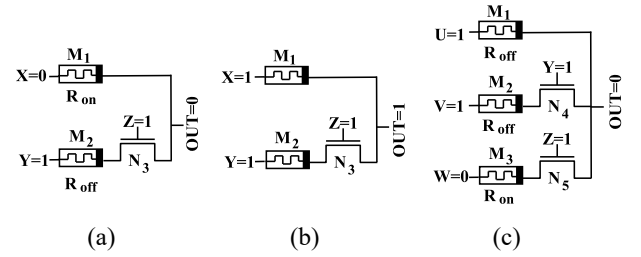 M1
X=0
Ron
Z=1
M2
Y=1
N3
Roff
OUT=0
(a)
M1
X=1
Z=1
M2
Y=1
N3
OUT=1
(b)
M1
U=1
Roff
Y=1
M2
V=1
N4
Roff
Z=1
M3
W=0
N5
Ron
OUT=0
(c)